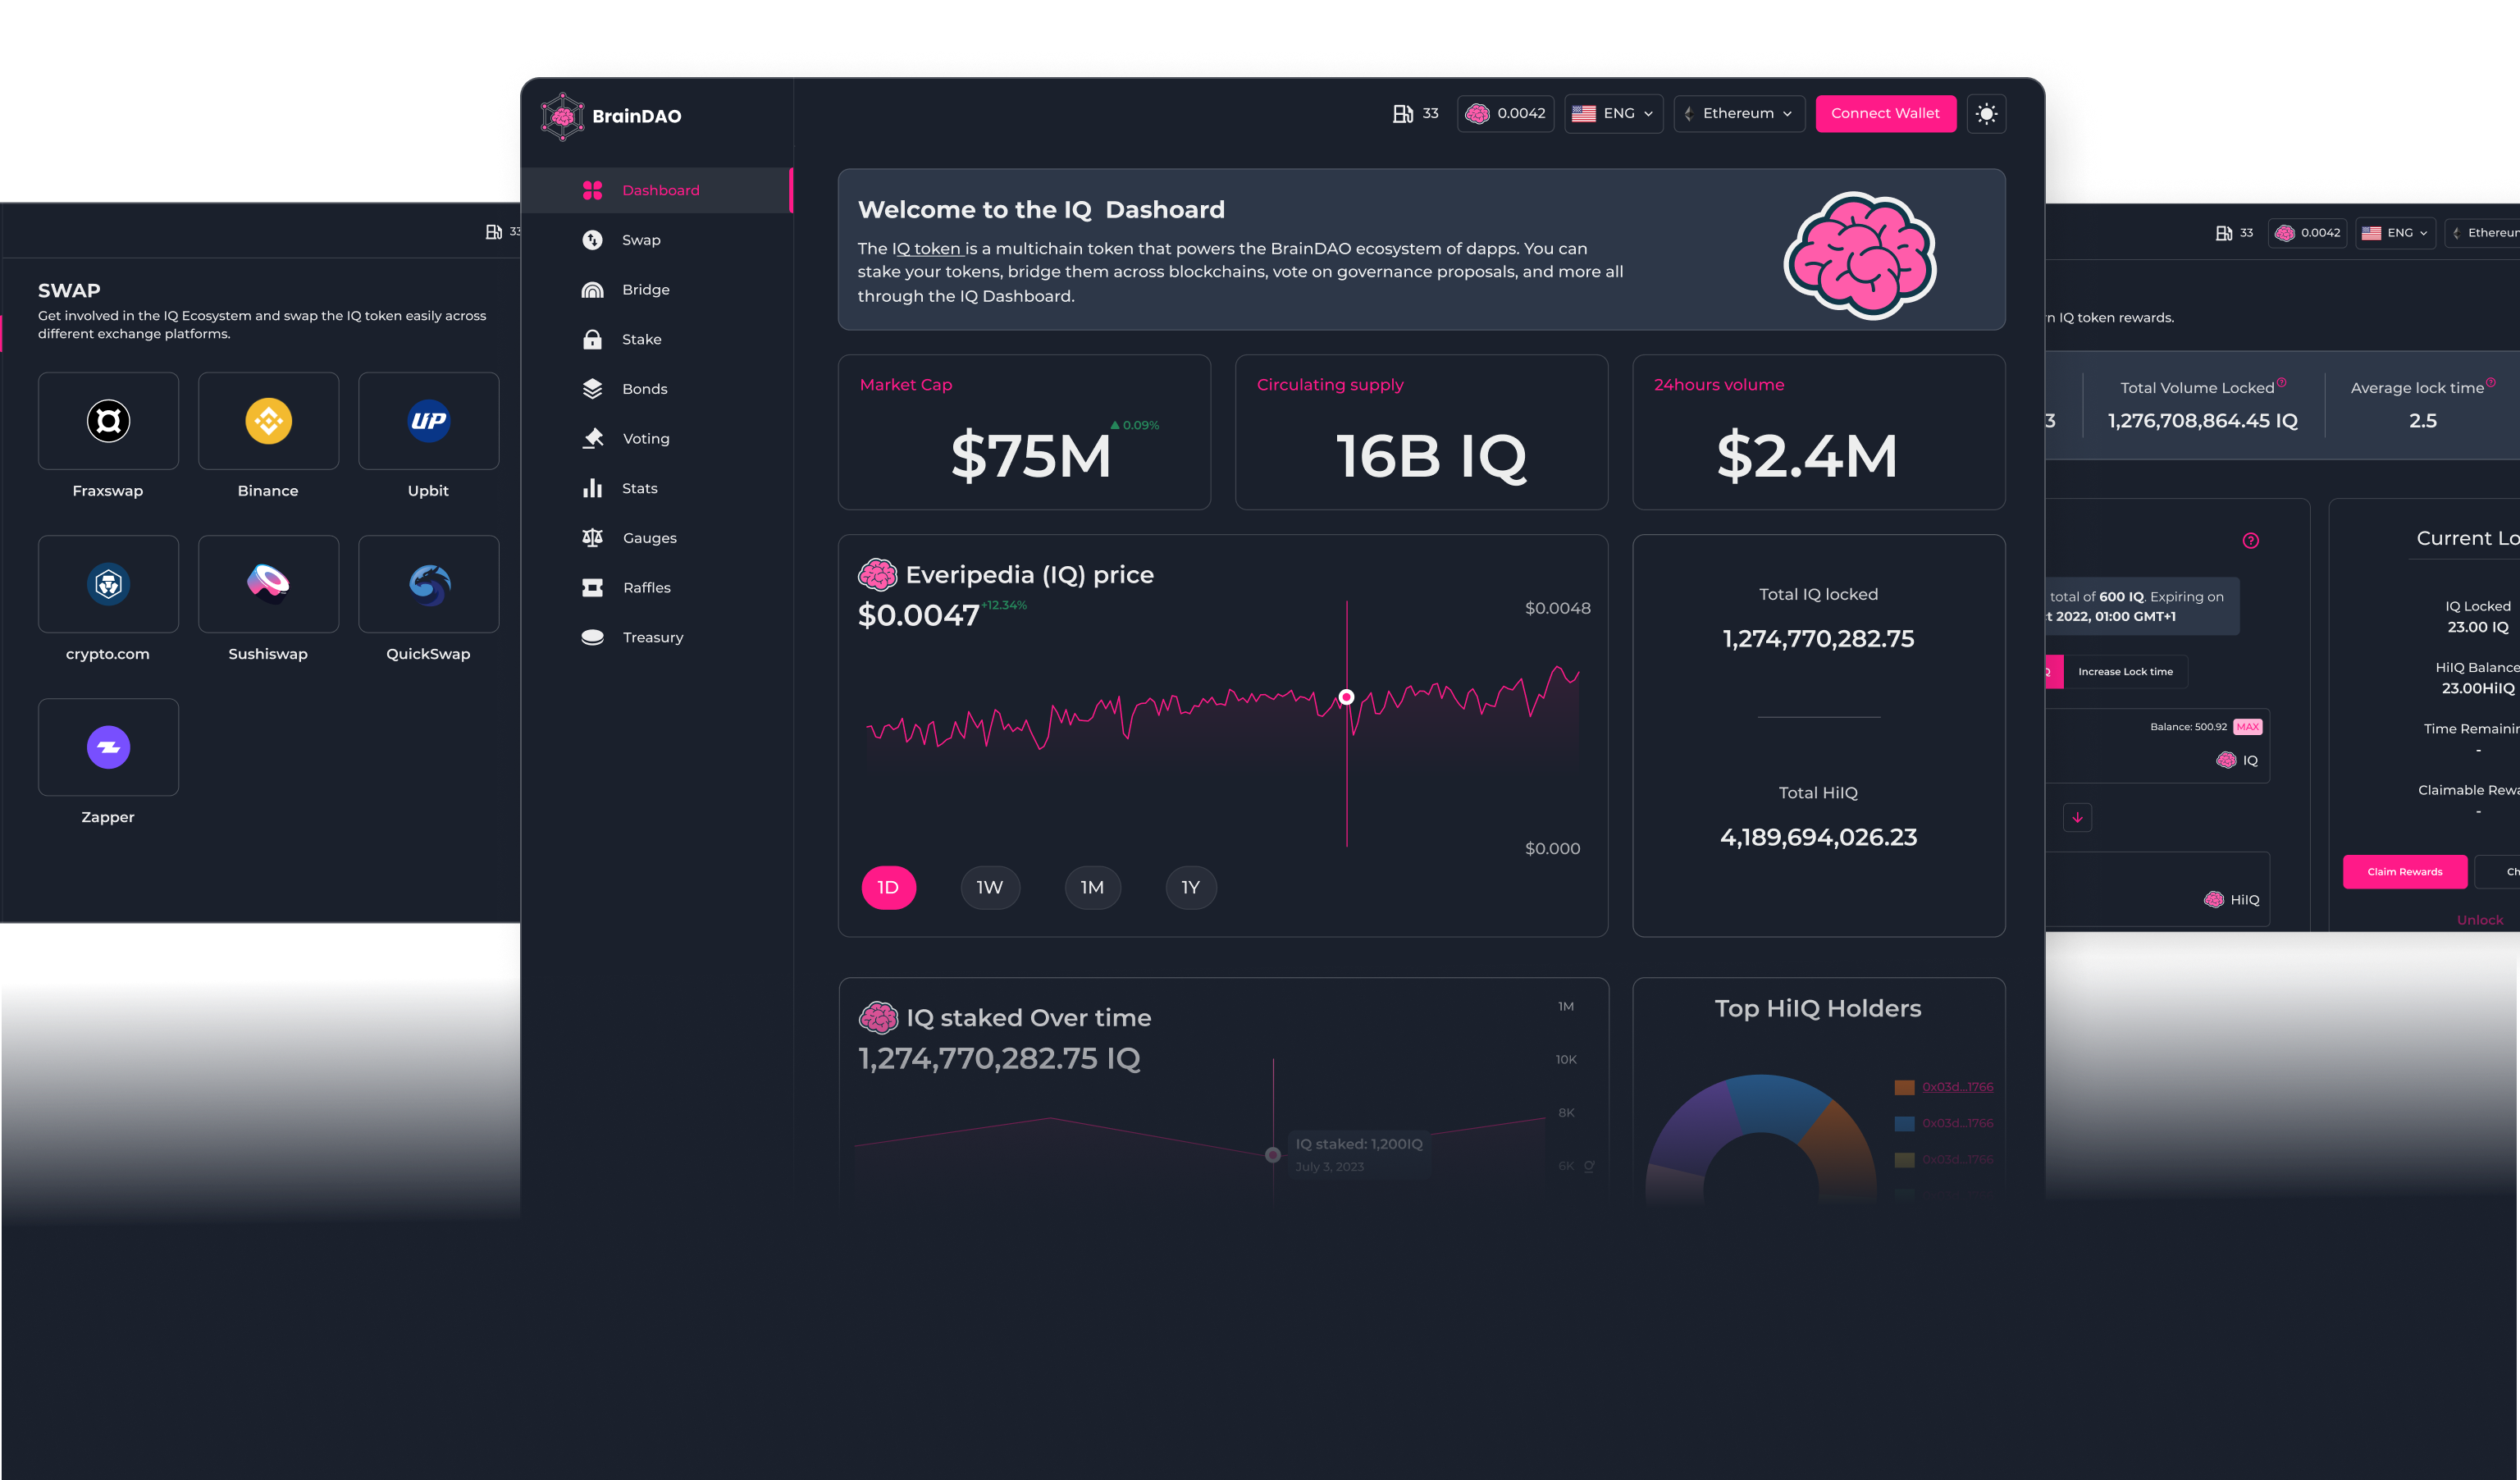 33
SWAP
Get involved in the IQ Ecosystem and swap the IQ token easily across
different exchange platforms.
Fraxswap
Binance
UP
Upbit
crypto.com
Sushiswap
QuickSwap
Zapper
BrainDAO
33
0.0042
ENG
Ethereum
Connect Wallet
Dashboard
Swap
Bridge
Stake
Bonds
Voting
Stats
Gauges
Raffles
Treasury
Welcome to the IQ Dashoard
The IQ token is a multichain token that powers the BrainDAO ecosystem of dapps. You can
stake your tokens, bridge them across blockchains, vote on governance proposals, and more all
through the IQ Dashboard.
Market Cap
$75M
0.09%
Circulating supply
16B IQ
24hours volume
$2.4M
Everipedia (IQ) price
$0.0047
+12.34%
$0.0048
$0.000
1D
1W
1M
1Y
Total IQ locked
1,274,770,282.75
Total HiIQ
4,189,694,026.23
IQ staked Over time
1,274,770,282.75 IQ
1M
10K
8K
6K
IQ staked: 1,200IQ
July 3, 2023
Top HiIQ Holders
0x03d...1766
0x03d...1766
0x03d...1766
33
0.0042
ENG
Ethereum
n IQ token rewards.
3
Total Volume Locked
1,276,708,864.45 IQ
Average lock time
2.5
total of 600 IQ. Expiring on
t 2022, 01:00 GMT+1
Increase Lock time
Balance: 500.92
MAX
IQ
HiIQ
Current Lo
IQ Locked
23.00 IQ
HiIQ Balance
23.00HiIQ
Time Remainin
-
Claimable Rewa
-
Claim Rewards
Ch
Unlock